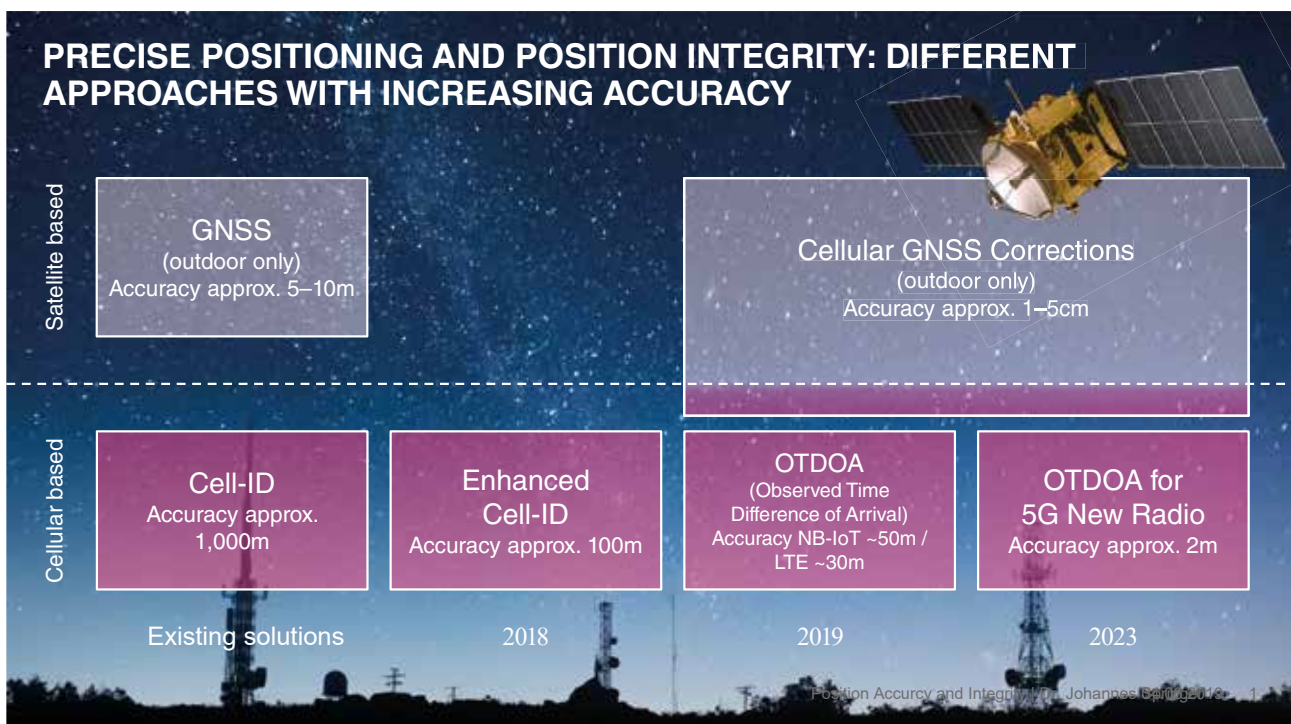 PRECISE POSITIONING AND POSITION INTEGRITY: DIFFERENT
APPROACHES WITH INCREASING ACCURACY
Satellite based
GNSS
(outdoor only)
Accuracy approx. 5–10m
Cellular GNSS Corrections
(outdoor only)
Accuracy approx. 1–5cm
Cellular based
Cell-ID
Accuracy approx.
1,000m
Enhanced
Cell-ID
Accuracy approx. 100m
OTDOA
(Observed Time
Difference of Arrival)
Accuracy NB-IoT ~50m /
LTE ~30m
OTDOA for
5G New Radio
Accuracy approx. 2m
Existing solutions
2018
2019
2023
Position Accurcy and Johannes 1